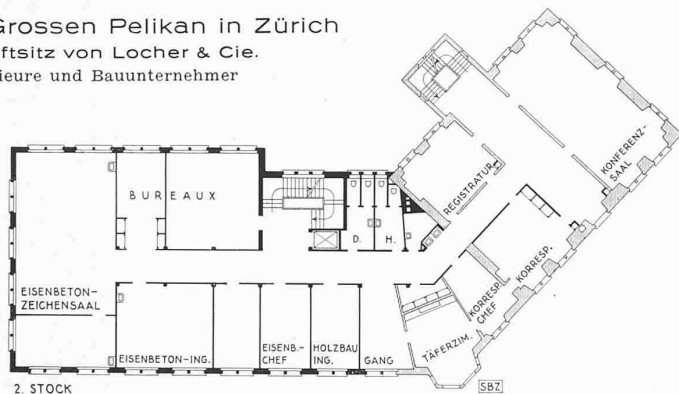 Grossen Pelikan in Zürich
ftsitz von Locher & Cie.
ieure und Bauunternehmer
BUREAUX
REGISTRATUR
KONFERENZ-
SAAL
D. H.
KORRESP.
KORRESP.
CHEF
EISENBETON-
ZEICHENSAAL
EISENBETON-ING.
EISENB.-
CHEF
HOLZBAU
ING.
GANG
TÄFERZIM.
2. STOCK
SBZ